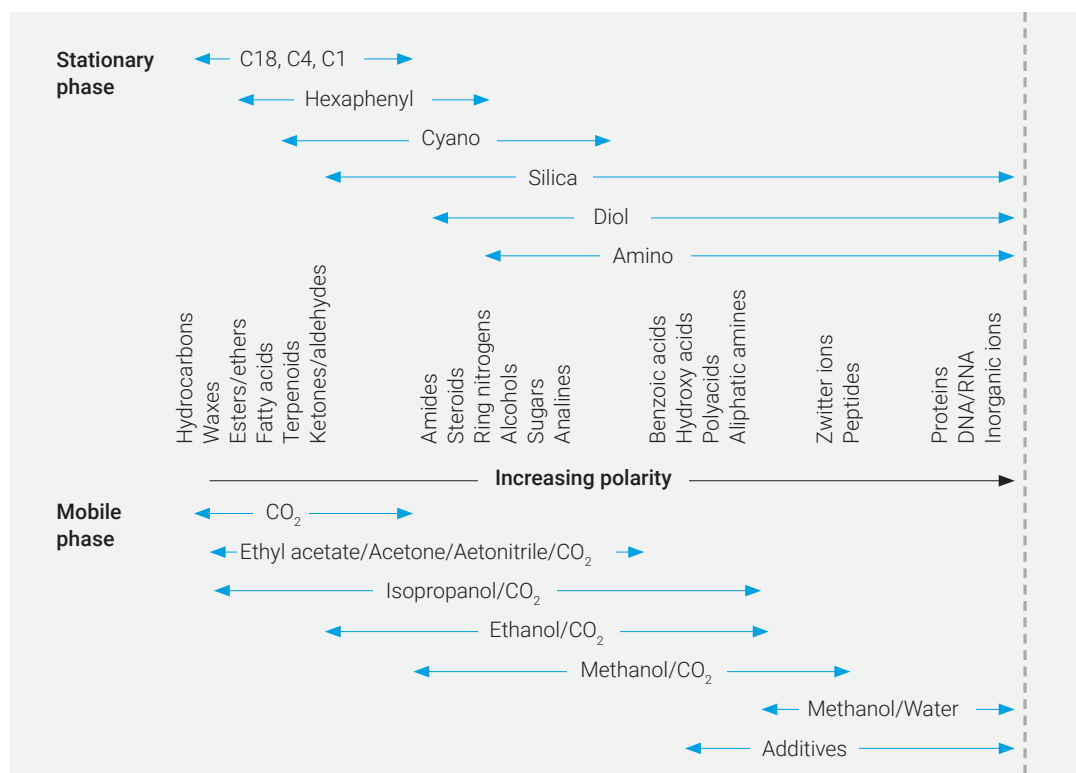 Stationary
phase
C18, C4, C1
Hexaphenyl
Cyano
Silica
Diol
Amino
Hydrocarbons
Waxes
Esters/ethers
Fatty acids
Terpenoids
Ketones/aldehydes
Amides
Steroids
Ring nitrogens
Alcohols
Sugars
Analines
Benzoic acids
Hydroxy acids
Polyacids
Aliphatic amines
Zwitter ions
Peptides
Proteins
DNA/RNA
Inorganic ions
Increasing polarity
Mobile
phase
CO₂
Ethyl acetate/Acetone/Aetonitrile/CO₂
Isopropanol/CO₂
Ethanol/CO₂
Methanol/CO₂
Methanol/Water
Additives